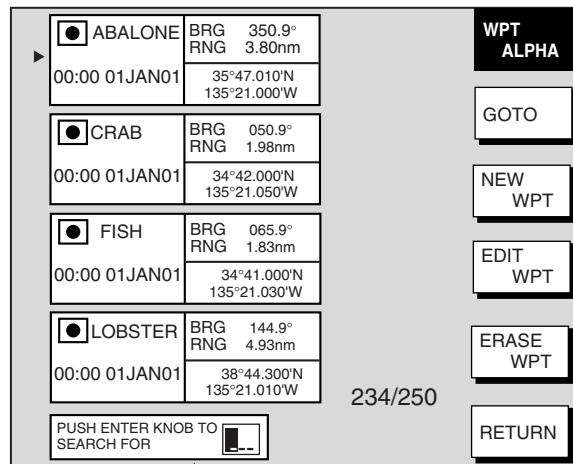 ABALONE
00:00 01JAN01
BRG 350.9°
RNG 3.80nm
35°47.010'N
135°21.000'W
CRAB
00:00 01JAN01
BRG 050.9°
RNG 1.98nm
34°42.000'N
135°21.050'W
FISH
00:00 01JAN01
BRG 065.9°
RNG 1.83nm
34°41.000'N
135°21.030'W
LOBSTER
00:00 01JAN01
BRG 144.9°
RNG 4.93nm
38°44.300'N
135°21.010'W
PUSH ENTER KNOB TO
SEARCH FOR
234/250
WPT
ALPHA
GOTO
NEW
WPT
EDIT
WPT
ERASE
WPT
RETURN